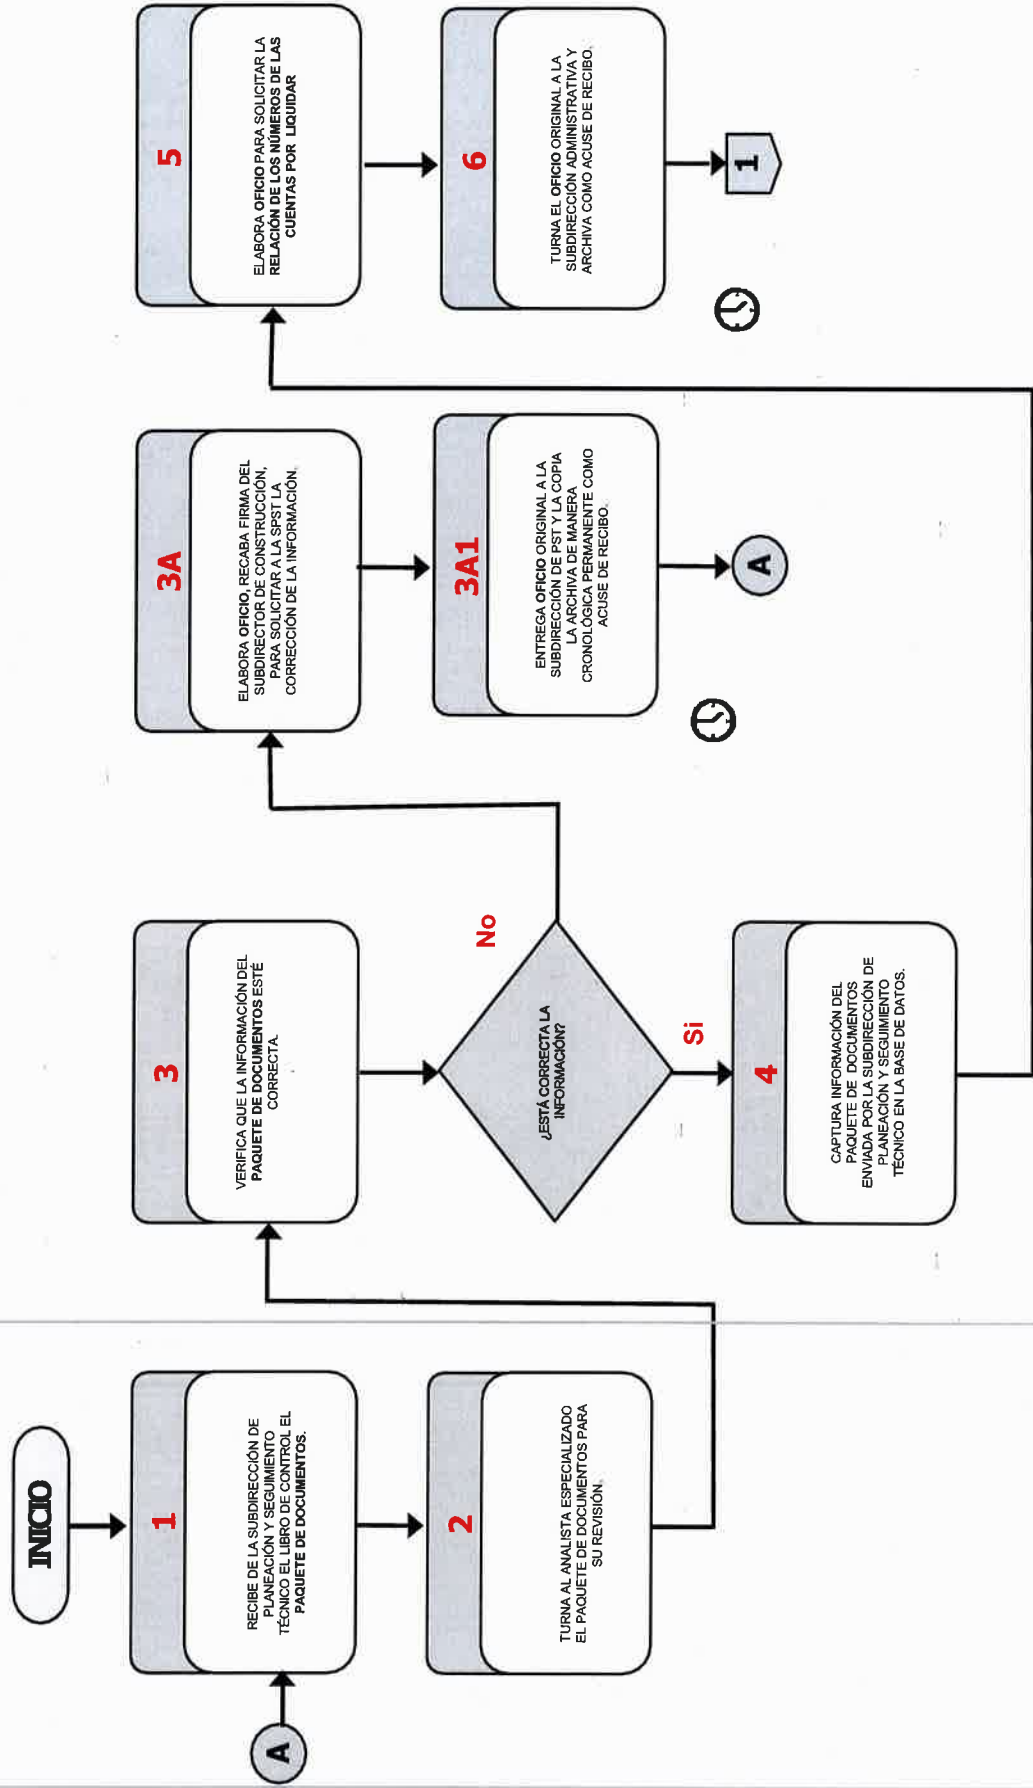 INICIO
A
1
RECIBE DE LA SUBDIRECCIÓN DE
PLANEACIÓN Y SEGUIMIENTO
TÉCNICO EL LIBRO DE CONTROL EL
PAQUETE DE DOCUMENTOS.
2
TURNA AL ANALISTA ESPECIALIZADO
EL PAQUETE DE DOCUMENTOS PARA
SU REVISIÓN.
3
VERIFICA QUE LA INFORMACIÓN DEL
PAQUETE DE DOCUMENTOS ESTÉ
CORRECTA.
¿ESTÁ CORRECTA LA
INFORMACIÓN?
No
Si
4
CAPTURA INFORMACIÓN DEL
PAQUETE DE DOCUMENTOS
ENVIADA POR LA SUBDIRECCIÓN DE
PLANEACIÓN Y SEGUIMIENTO
TÉCNICO EN LA BASE DE DATOS.
3A
ELABORA OFICIO, RECABA FIRMA DEL
SUBDIRECTOR DE CONSTRUCCIÓN,
PARA SOLICITAR A LA SPST LA
CORRECCIÓN DE LA INFORMACIÓN.
3A1
ENTREGA OFICIO ORIGINAL A LA
SUBDIRECCIÓN DE PST Y LA COPIA
LA ARCHIVA DE MANERA
CRONOLÓGICA PERMANENTE COMO
ACUSE DE RECIBO.
A
5
ELABORA OFICIO PARA SOLICITAR LA
RELACIÓN DE LOS NÚMEROS DE LAS
CUENTAS POR LIQUIDAR
6
TURNA EL OFICIO ORIGINAL A LA
SUBDIRECCIÓN ADMINISTRATIVA Y
ARCHIVA COMO ACUSE DE RECIBO.
1